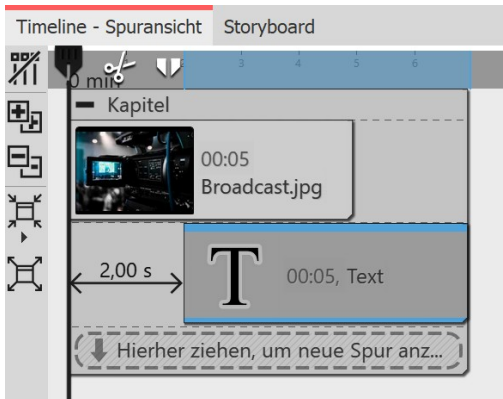 Timeline - Spuransicht Storyboard
2 3 4 5 6
0 min
Kapitel
00:05
Broadcast.jpg
2,00 s
T 00:05, Text
Hierher ziehen, um neue Spur anz...